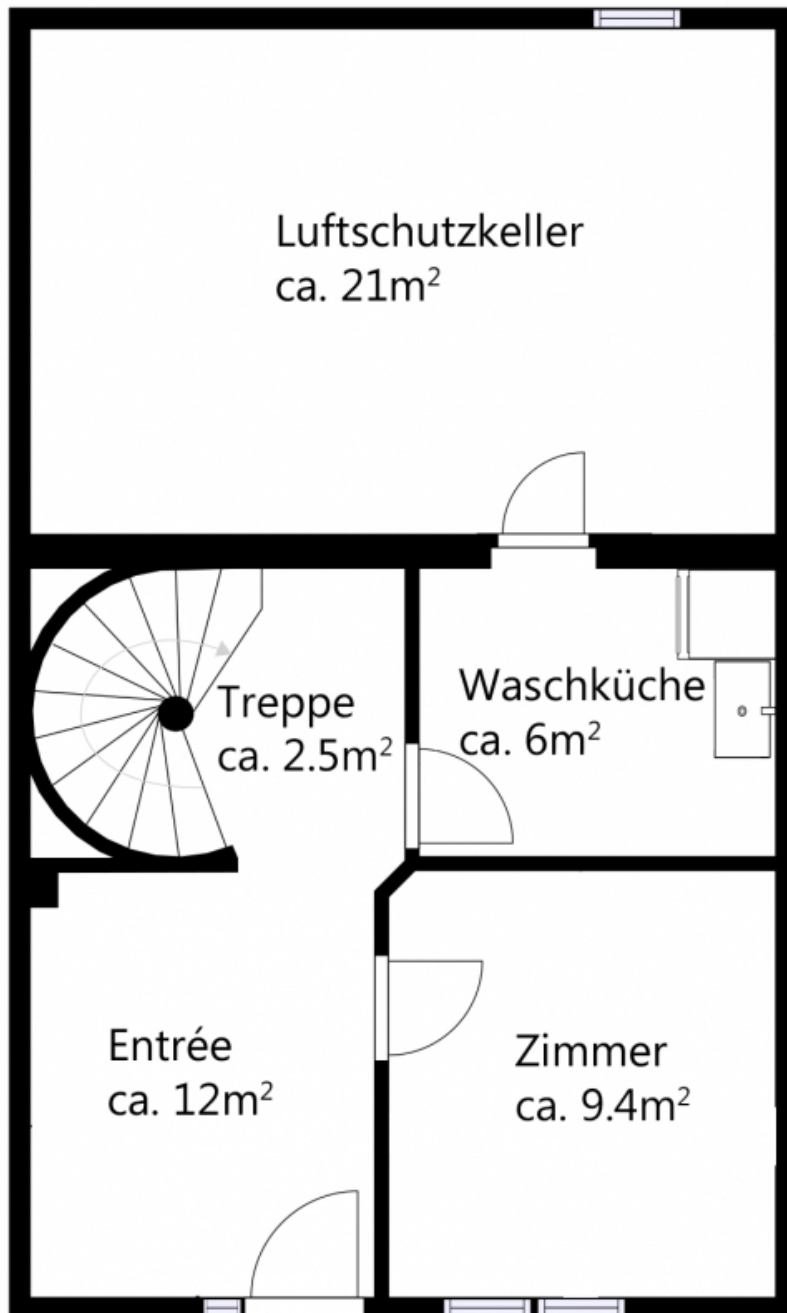 Luftschutzkeller
ca. 21m²
Treppe
ca. 2.5m²
Waschküche
ca. 6m²
Entrée
ca. 12m²
Zimmer
ca. 9.4m²